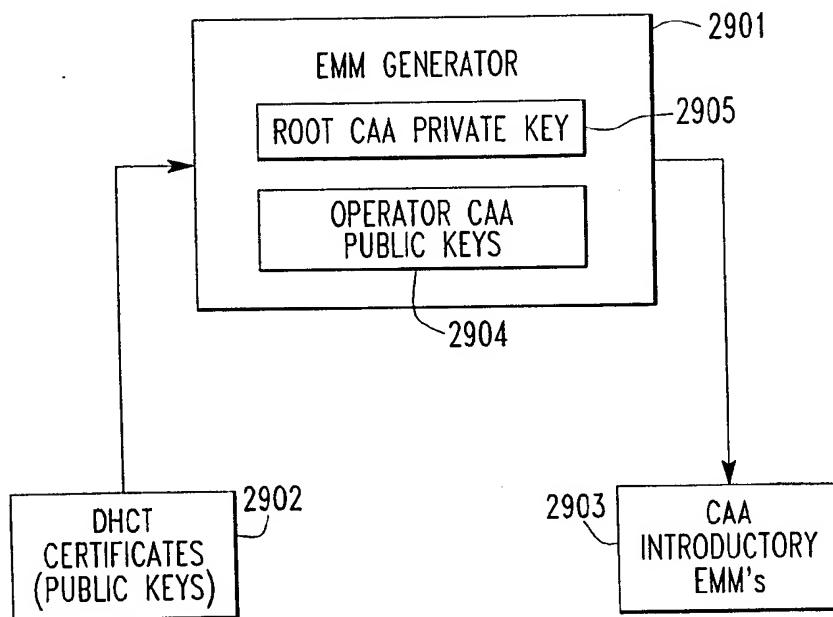 2901
EMM GENERATOR
ROOT CAA PRIVATE KEY
2905
OPERATOR CAA
PUBLIC KEYS
2904
DHCT
CERTIFICATES
(PUBLIC KEYS)
2902
2903
CAA
INTRODUCTORY
EMM's